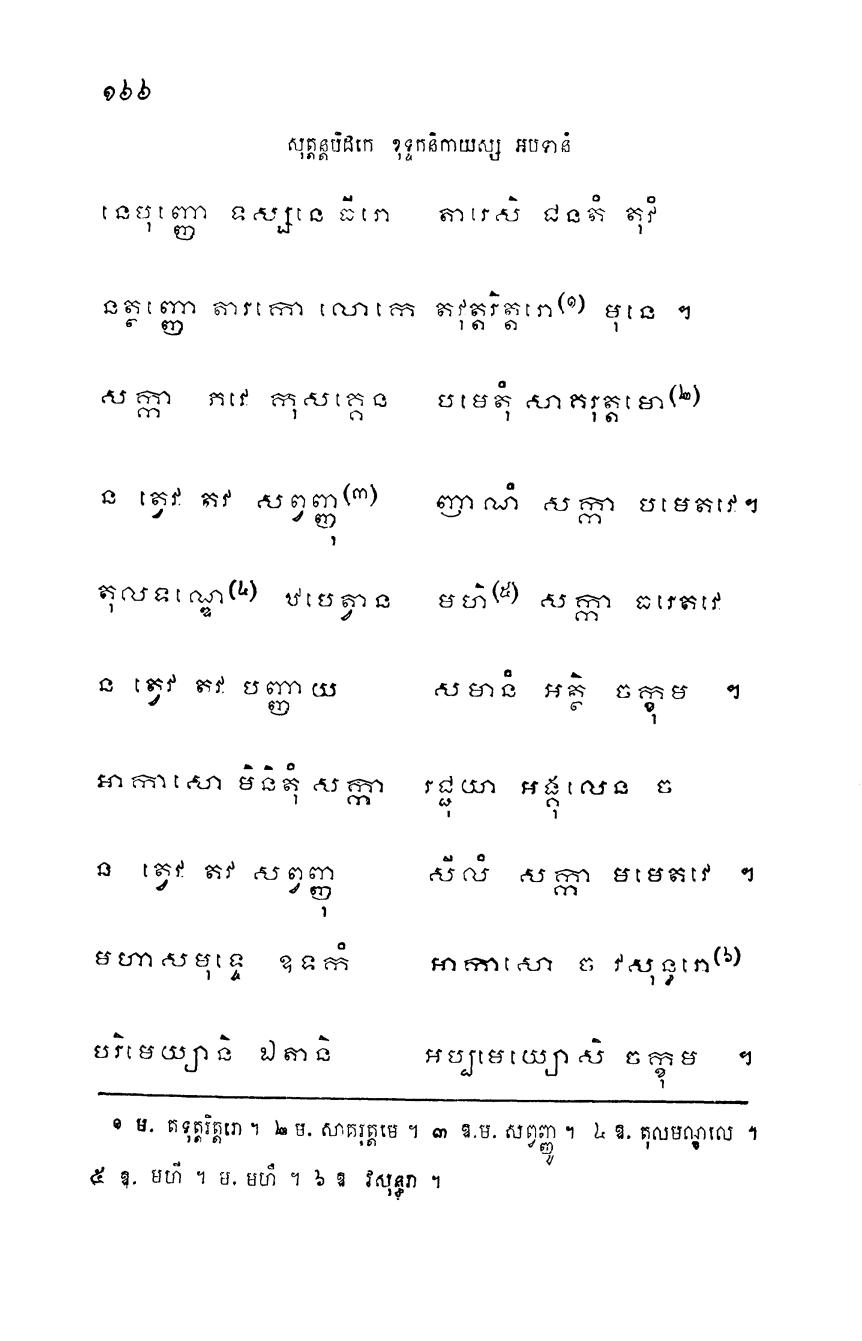 ១៦៦
សុត្តន្តបិដកេ ខុទ្ទកនិកាយស្ស អបទានំ
នេបុញ្ញោ ទស្សនេ ធីរោ តារេសិ ជនតំ តុវំ
នត្ថញ្ញោ តារកោ លោកេ តវុត្តរិត្តរោ(១) មុនេ ។
សក្កា ភវេ កុសគ្គេន បមេតុំ សាគរុត្តមោ(២)
ន ត្វេវ តវ សព្វញ្ញុ(៣) ញាណំ សក្កា បមេតវេ។
តុលទណ្ឌេ(៤) ឋបេត្វាន មហិ(៥) សក្កា ធរេតវេ
ន ត្វេវ តវ បញ្ញាយ សមានំ អត្ថិ ចក្ខុម ។
អាកាសោ មិនិតុំ សក្កា រជ្ជុយា អង្គុលេន ច
ន ត្វេវ តវ សព្វញ្ញុ សីលំ សក្កា មមេតវេ ។
មហាសមុទ្ទេ ឧទកំ អាកាសោ ច វសុន្ធរោ(៦)
បរិមេយ្យានិ ឯតានិ អប្បមេយ្យោសិ ចក្ខុម ។
១ ម. តទុត្តរិត្តរោ ។ ២ ម. សាគរុត្តមេ ។ ៣ ឱ.ម. សព្វញ្ញូ ។ ៤ ឱ. តុលមណ្ឌលេ ។
៥ ឱ. មហី ។ ម. មហឹ ។ ៦ ឱ វសុន្ធរា ។